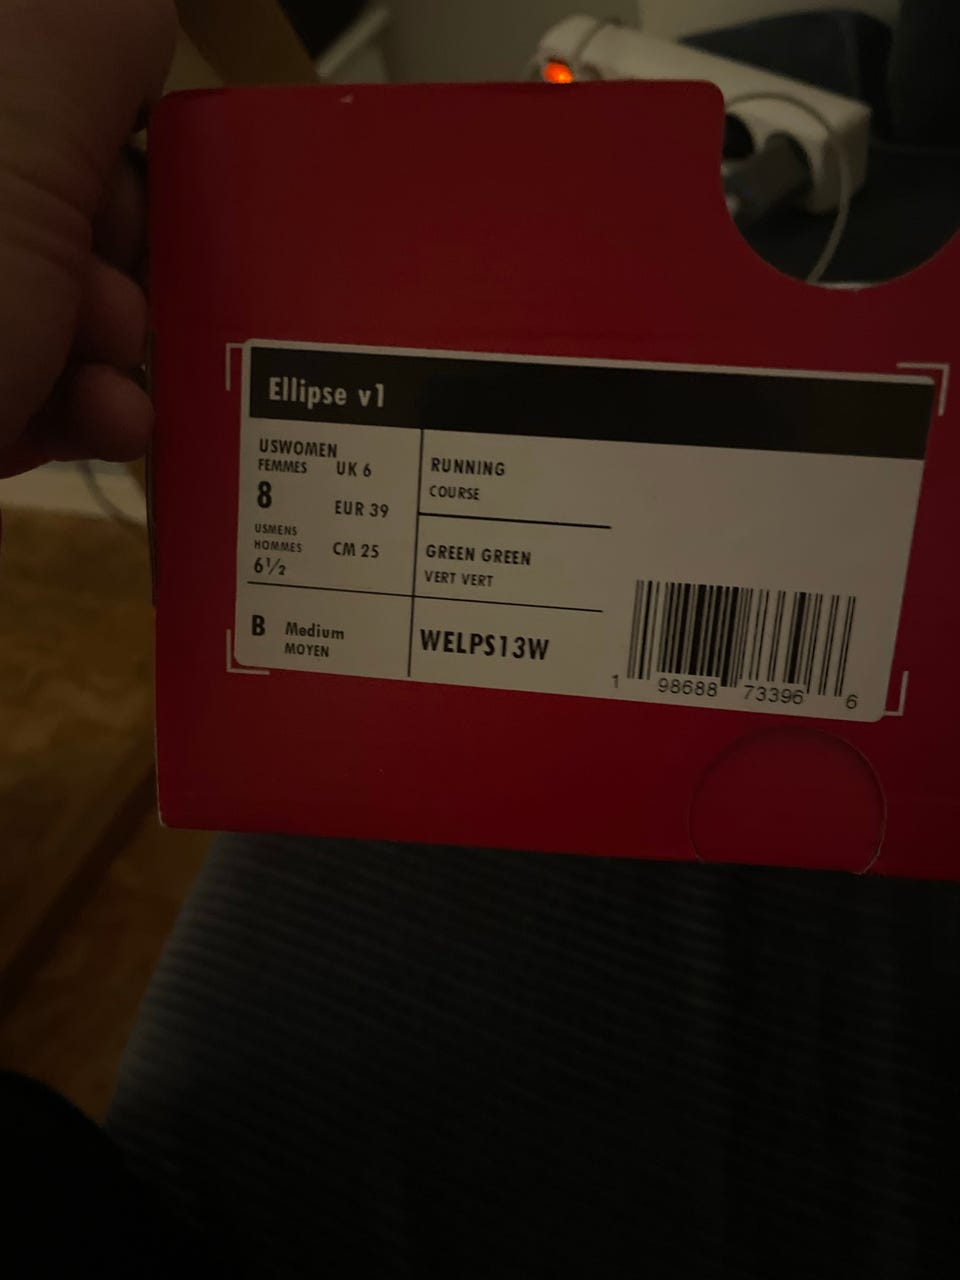 Ellipse v1
USWOMEN
FEMMES
UK 6
8
EUR 39
USMENS
HOMMES
CM 25
6½
B Medium
MOYEN
RUNNING
COURSE
GREEN GREEN
VERT VERT
WELPS13W
1 98688 73396 6